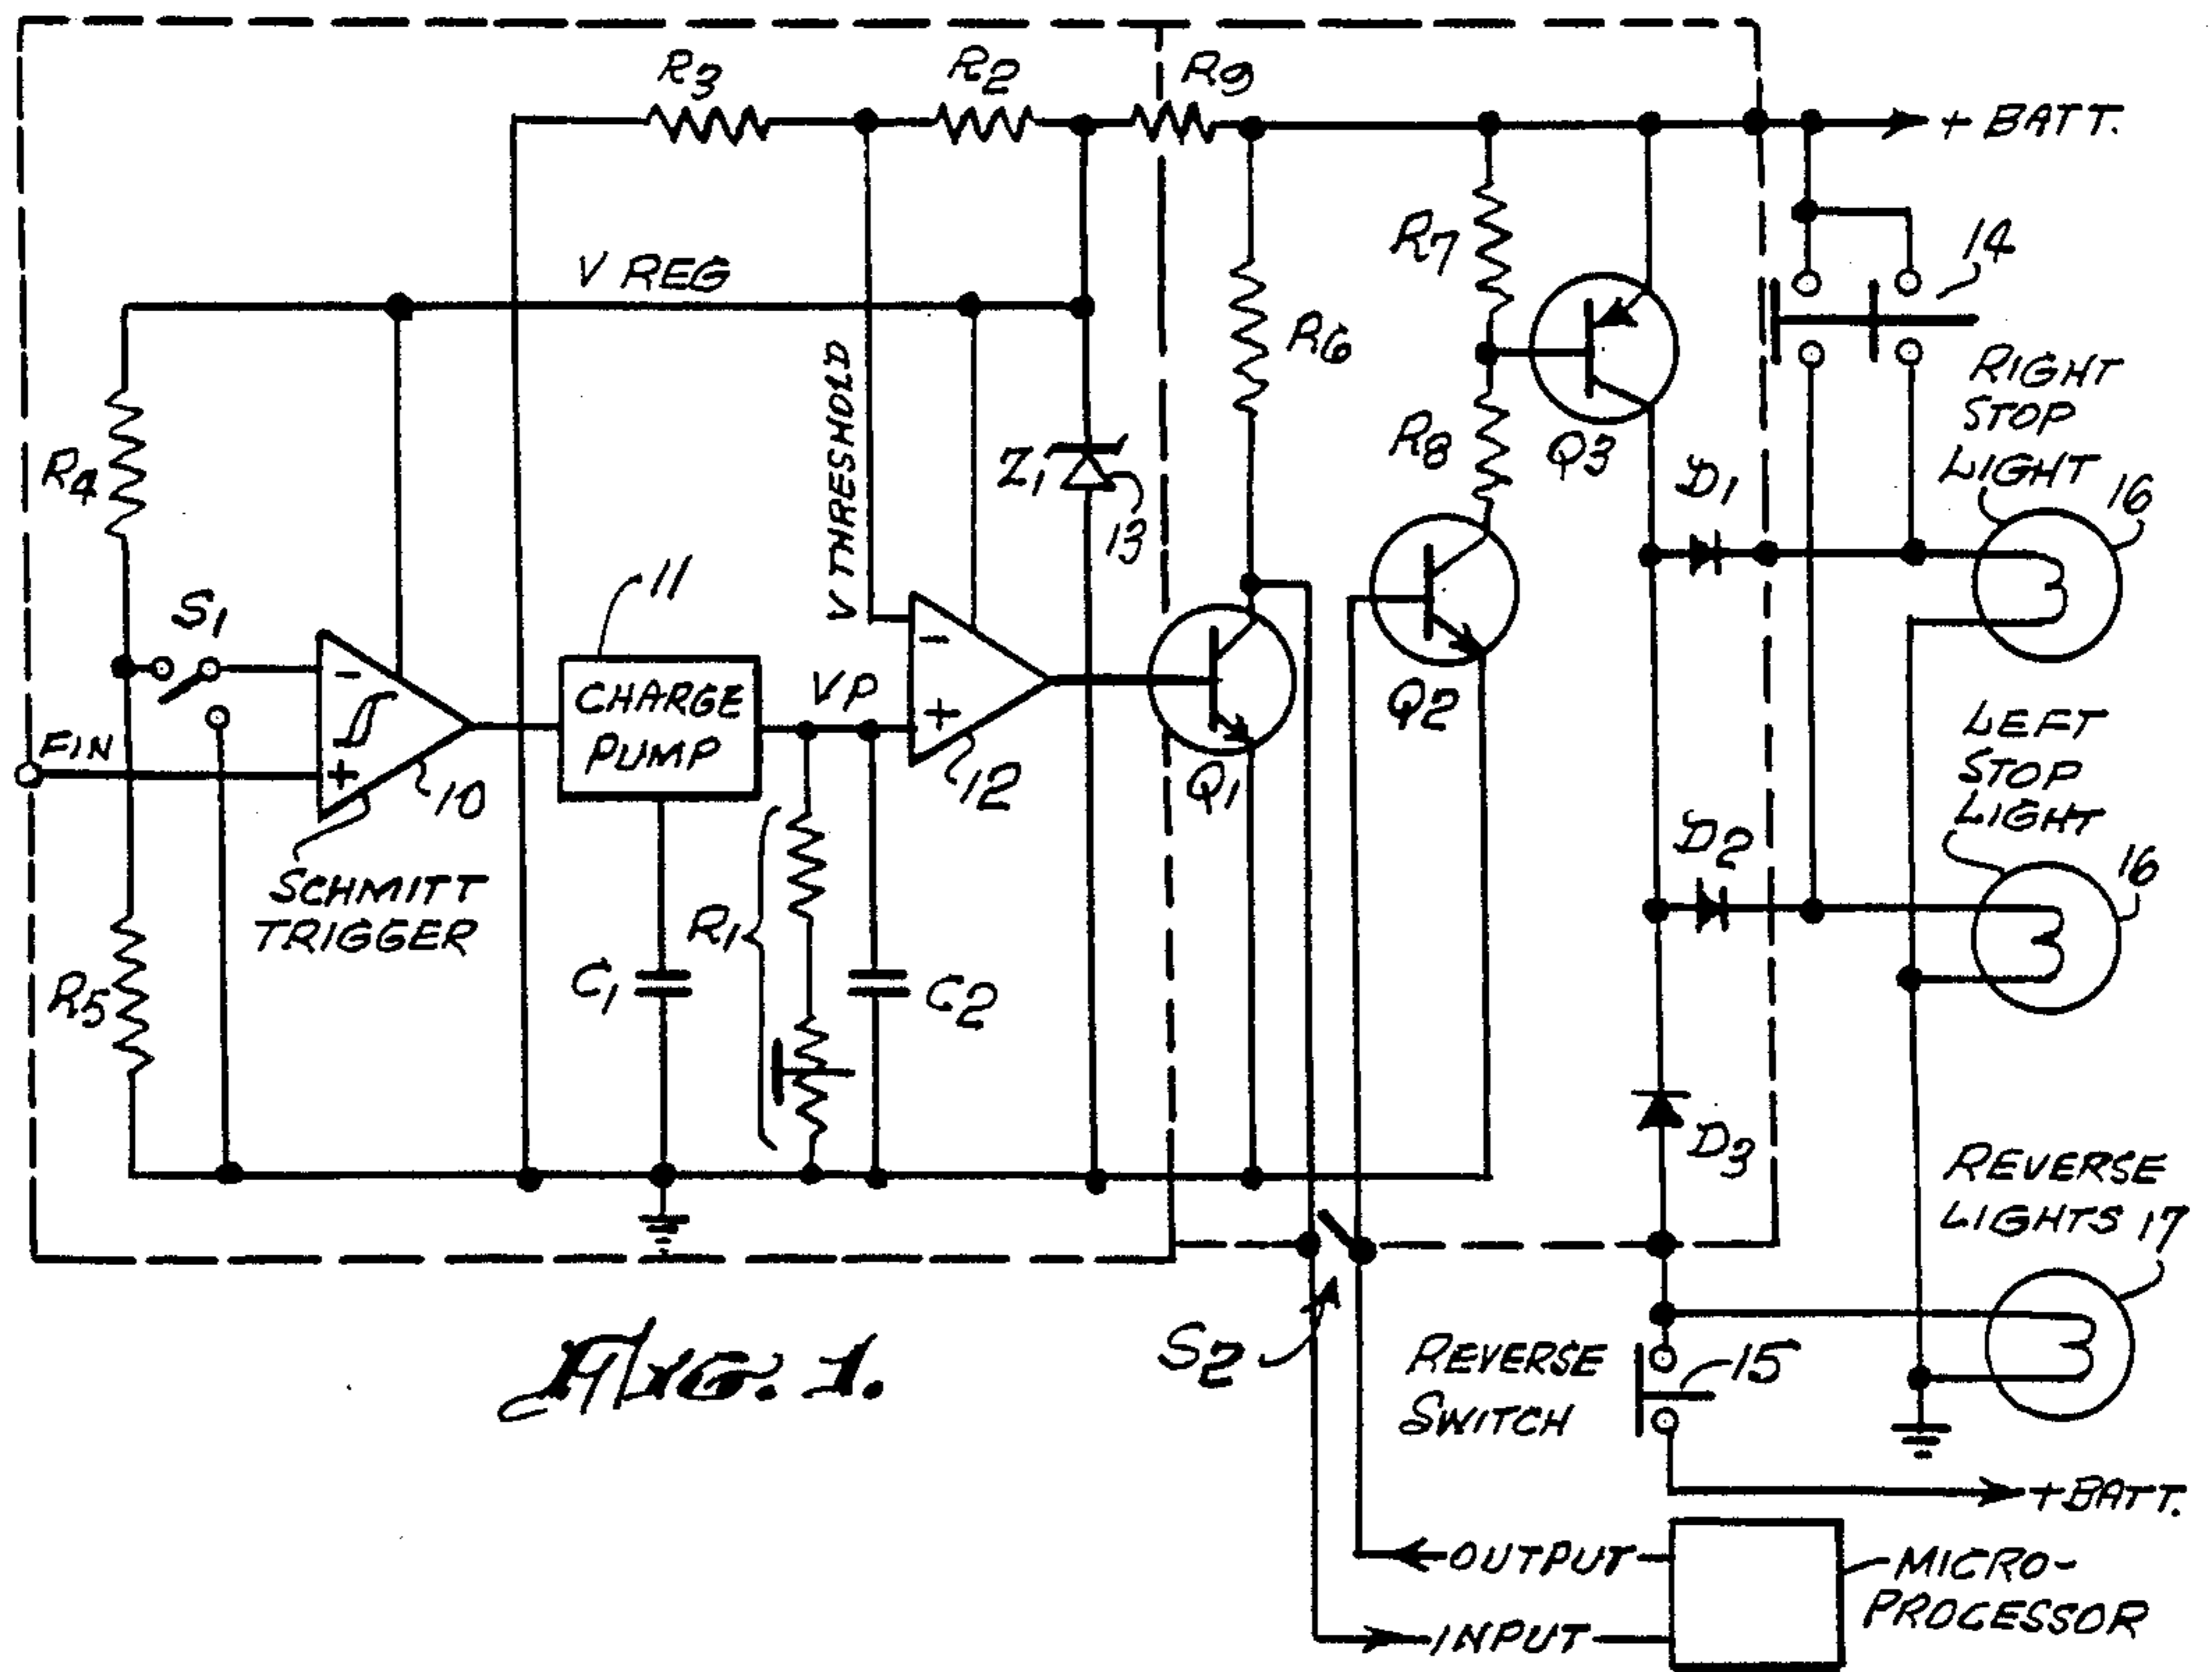 R3
R2
R9
+ BATT.
14
V REG
R7
R6
RIGHT
STOP
LIGHT
16
V THRESHOLD
R4
Z1
13
R8
Q3
D1
11
S1
-
-
CHARGE
PUMP
VP
Q2
LEFT
STOP
LIGHT
16
FIN
+
+
10
12
Q1
D2
SCHMITT
TRIGGER
R1
R5
C1
C2
D3
REVERSE
LIGHTS 17
FIG. 1.
S2
REVERSE
SWITCH
15
+BATT.
OUTPUT
MICRO-
PROCESSOR
INPUT